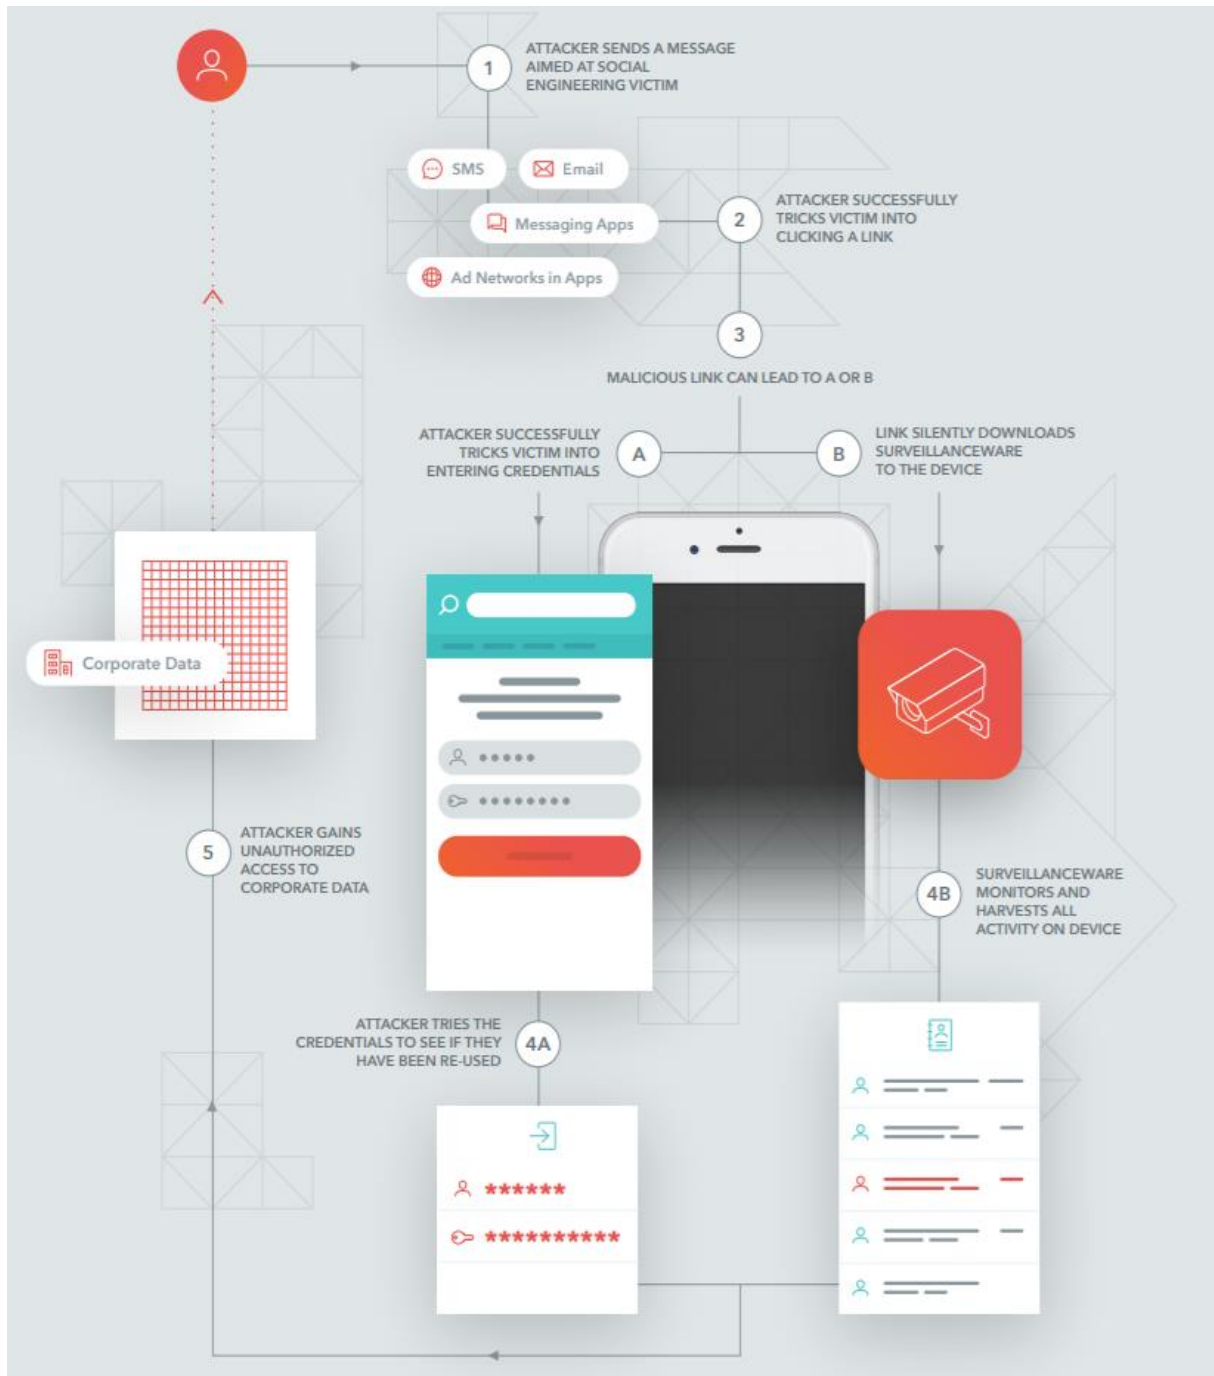 1
ATTACKER SENDS A MESSAGE
AIMED AT SOCIAL
ENGINEERING VICTIM
SMS
Email
Messaging Apps
Ad Networks in Apps
2
ATTACKER SUCCESSFULLY
TRICKS VICTIM INTO
CLICKING A LINK
3
MALICIOUS LINK CAN LEAD TO A OR B
ATTACKER SUCCESSFULLY
TRICKS VICTIM INTO
ENTERING CREDENTIALS
A
B
LINK SILENTLY DOWNLOADS
SURVEILLANCEWARE
TO THE DEVICE
Corporate Data
5
ATTACKER GAINS
UNAUTHORIZED
ACCESS TO
CORPORATE DATA
4B
SURVEILLANCEWARE
MONITORS AND
HARVESTS ALL
ACTIVITY ON DEVICE
ATTACKER TRIES THE
CREDENTIALS TO SEE IF THEY
HAVE BEEN RE-USED
4A
******
**********